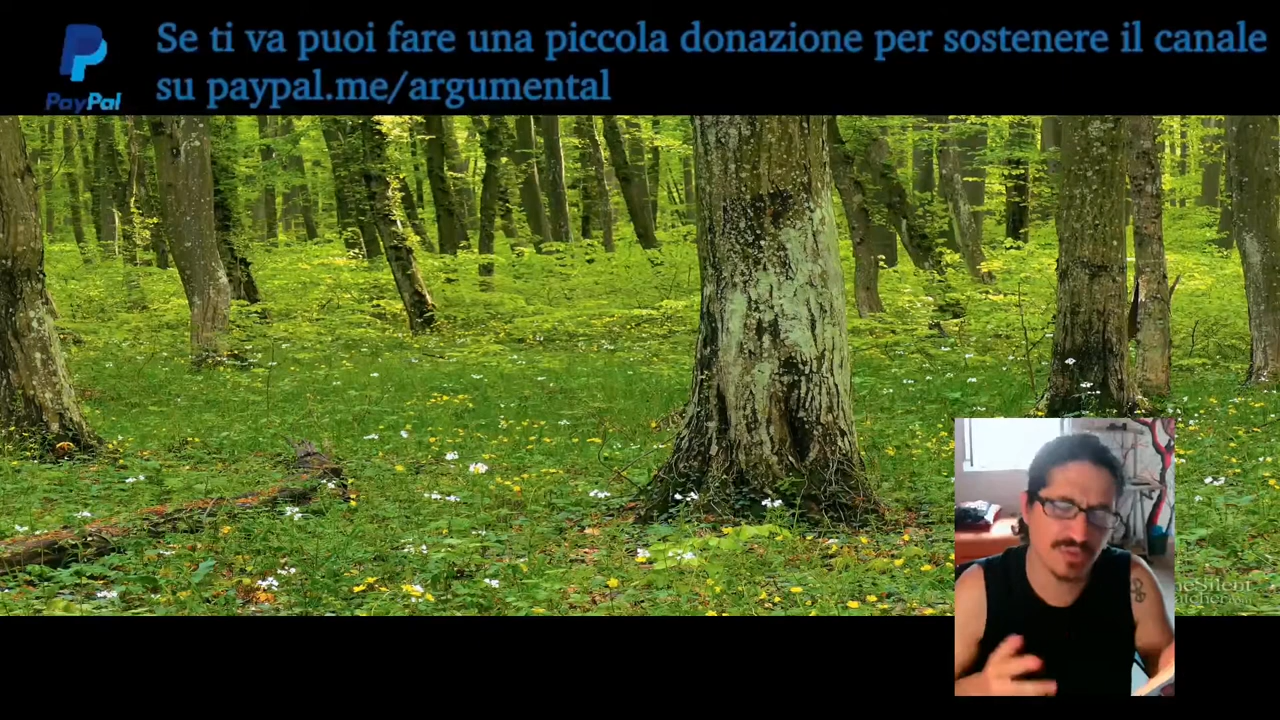 Se ti va puoi fare una piccola donazione per sostenere il canale
su paypal.me/argumental
PayPal